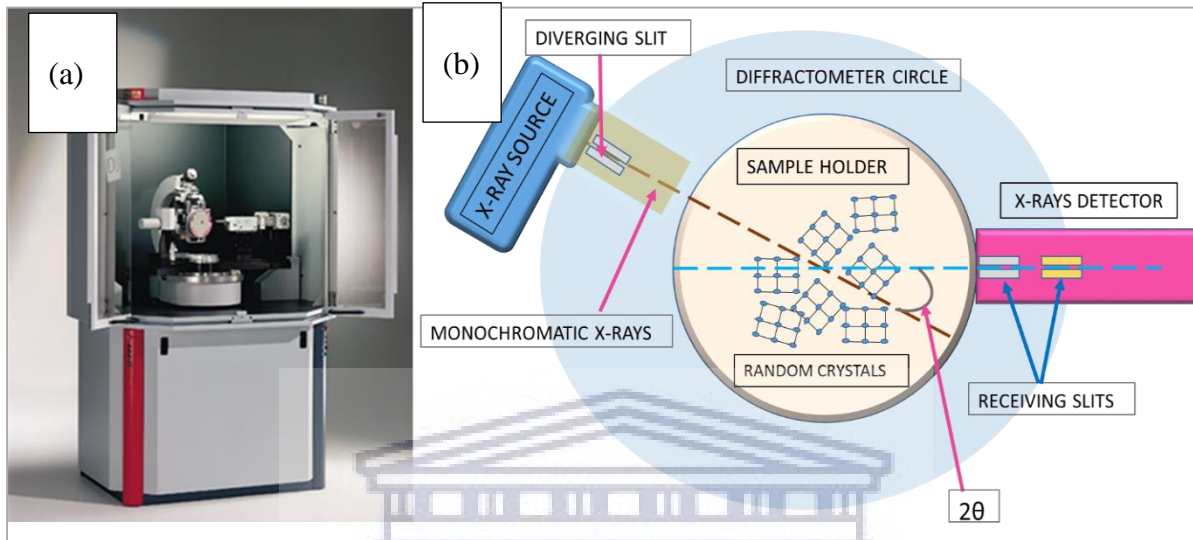 (a)
(b)
DIVERGING SLIT
DIFFRACTOMETER CIRCLE
X-RAY SOURCE
SAMPLE HOLDER
X-RAYS DETECTOR
MONOCHROMATIC X-RAYS
RANDOM CRYSTALS
RECEIVING SLITS
2θ